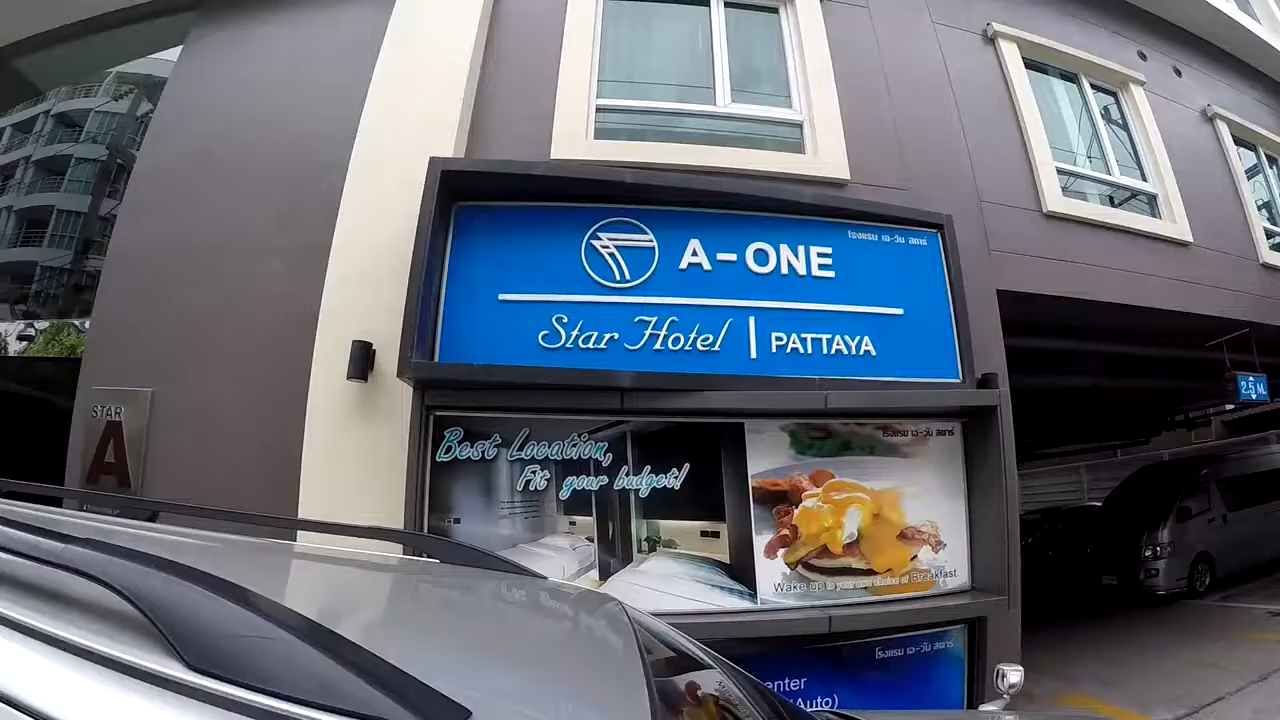 โรงแรม เอ-วัน สตาร์
A-ONE
Star Hotel | PATTAYA
STAR
A
Best Location,
Fit your budget!
โรงแรม เอ-วัน สตาร์
Wake up to your own choice of Breakfast.
2.5 M.
โรงแรม เอ-วัน สตาร์
enter
(Auto)